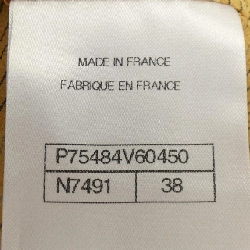 MADE IN FRANCE
FABRIQUE EN FRANCE
P75484V60450
N7491 38